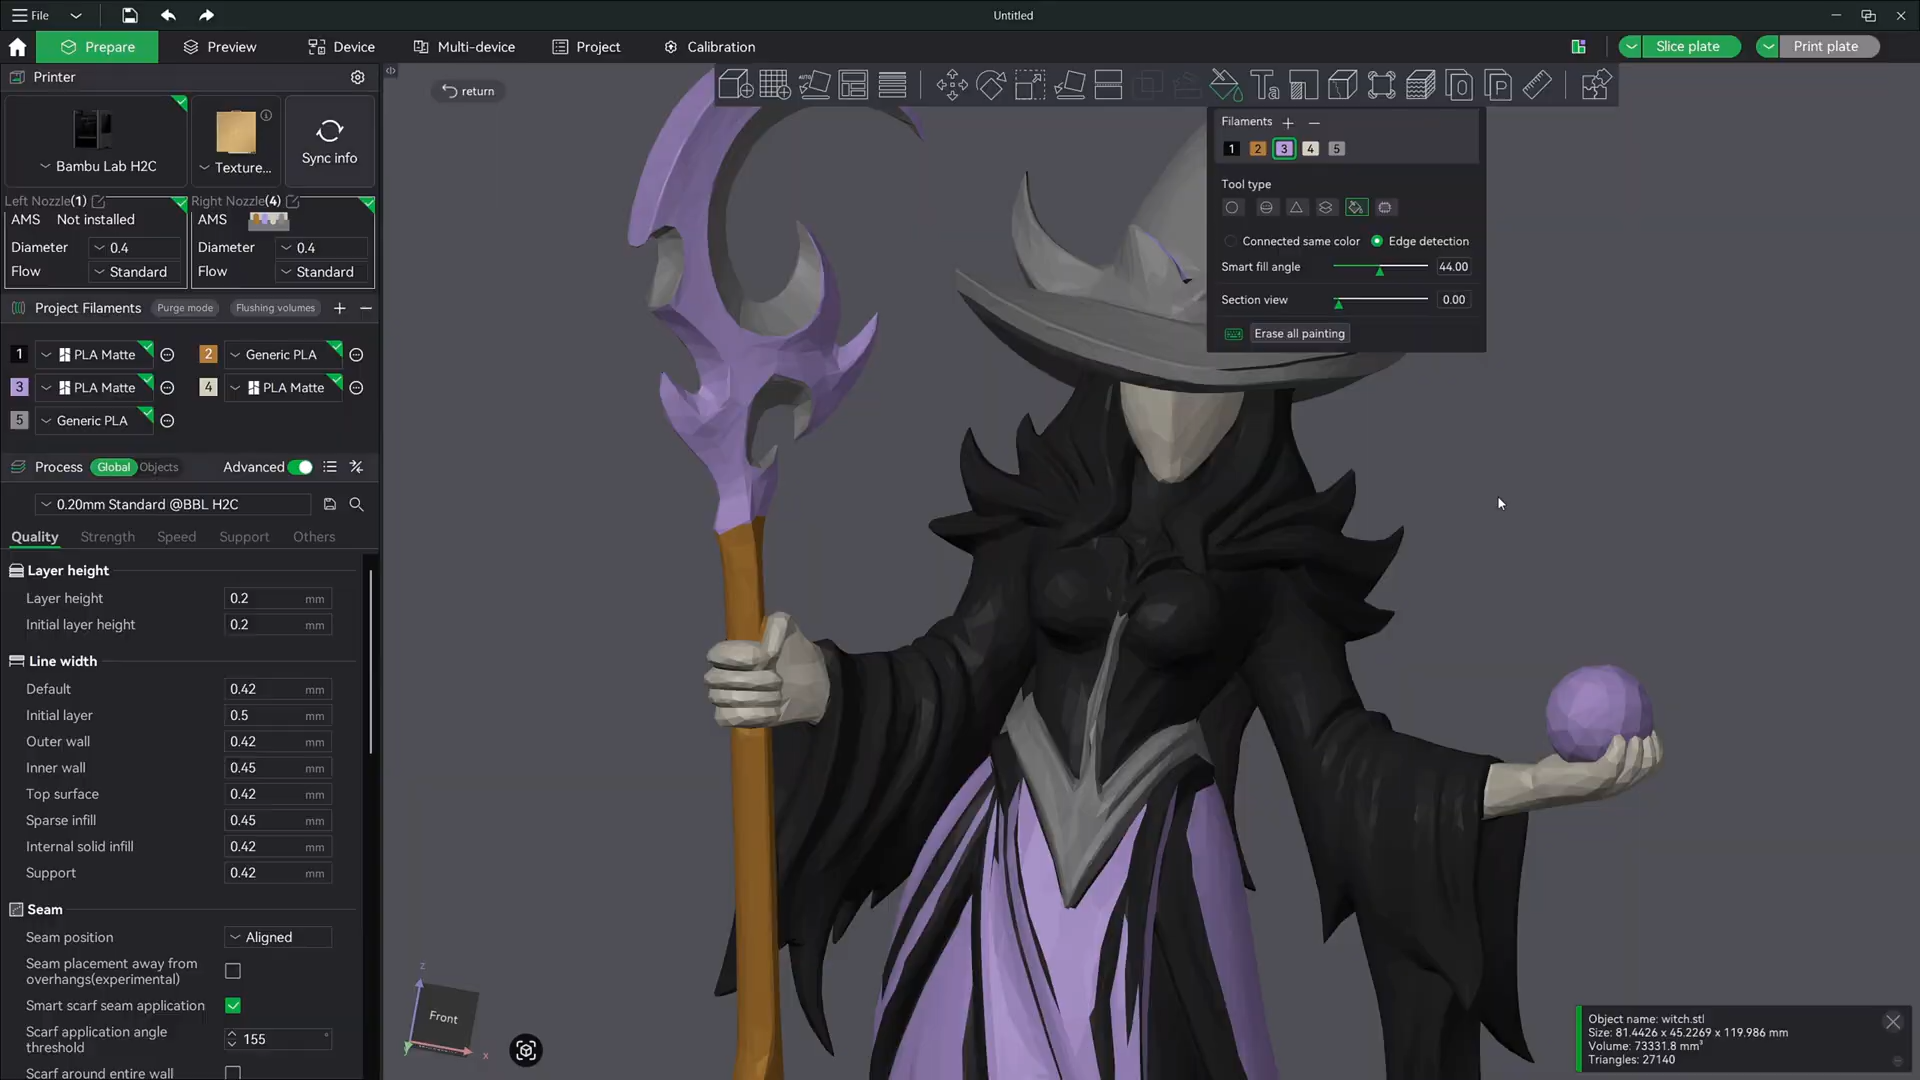 File
Untitled
Prepare
Preview
Device
Multi-device
Project
Calibration
Slice plate
Print plate
Printer
return
Bambu Lab H2C
Texture...
Sync info
Left Nozzle(1)
Right Nozzle(4)
AMS Not installed
AMS
Diameter 0.4
Diameter 0.4
Flow Standard
Flow Standard
Project Filaments
Purge mode
Flushing volumes
1 PLA Matte
2 Generic PLA
3 PLA Matte
4 PLA Matte
5 Generic PLA
Process
Global
Objects
Advanced
0.20mm Standard @BBL H2C
Quality
Strength
Speed
Support
Others
Layer height
Layer height 0.2 mm
Initial layer height 0.2 mm
Line width
Default 0.42 mm
Initial layer 0.5 mm
Outer wall 0.42 mm
Inner wall 0.45 mm
Top surface 0.42 mm
Sparse infill 0.45 mm
Internal solid infill 0.42 mm
Support 0.42 mm
Seam
Seam position Aligned
Seam placement away from
overhangs(experimental)
Smart scarf seam application
Scarf application angle
threshold
155 °
Scarf around entire wall
Filaments
1 2 3 4 5
Tool type
Connected same color
Edge detection
Smart fill angle 44.00
Section view 0.00
Erase all painting
z
Front
y
x
Object name: witch.stl
Size: 81.4426 x 45.2269 x 119.986 mm
Volume: 73331.8 mm³
Triangles: 27140